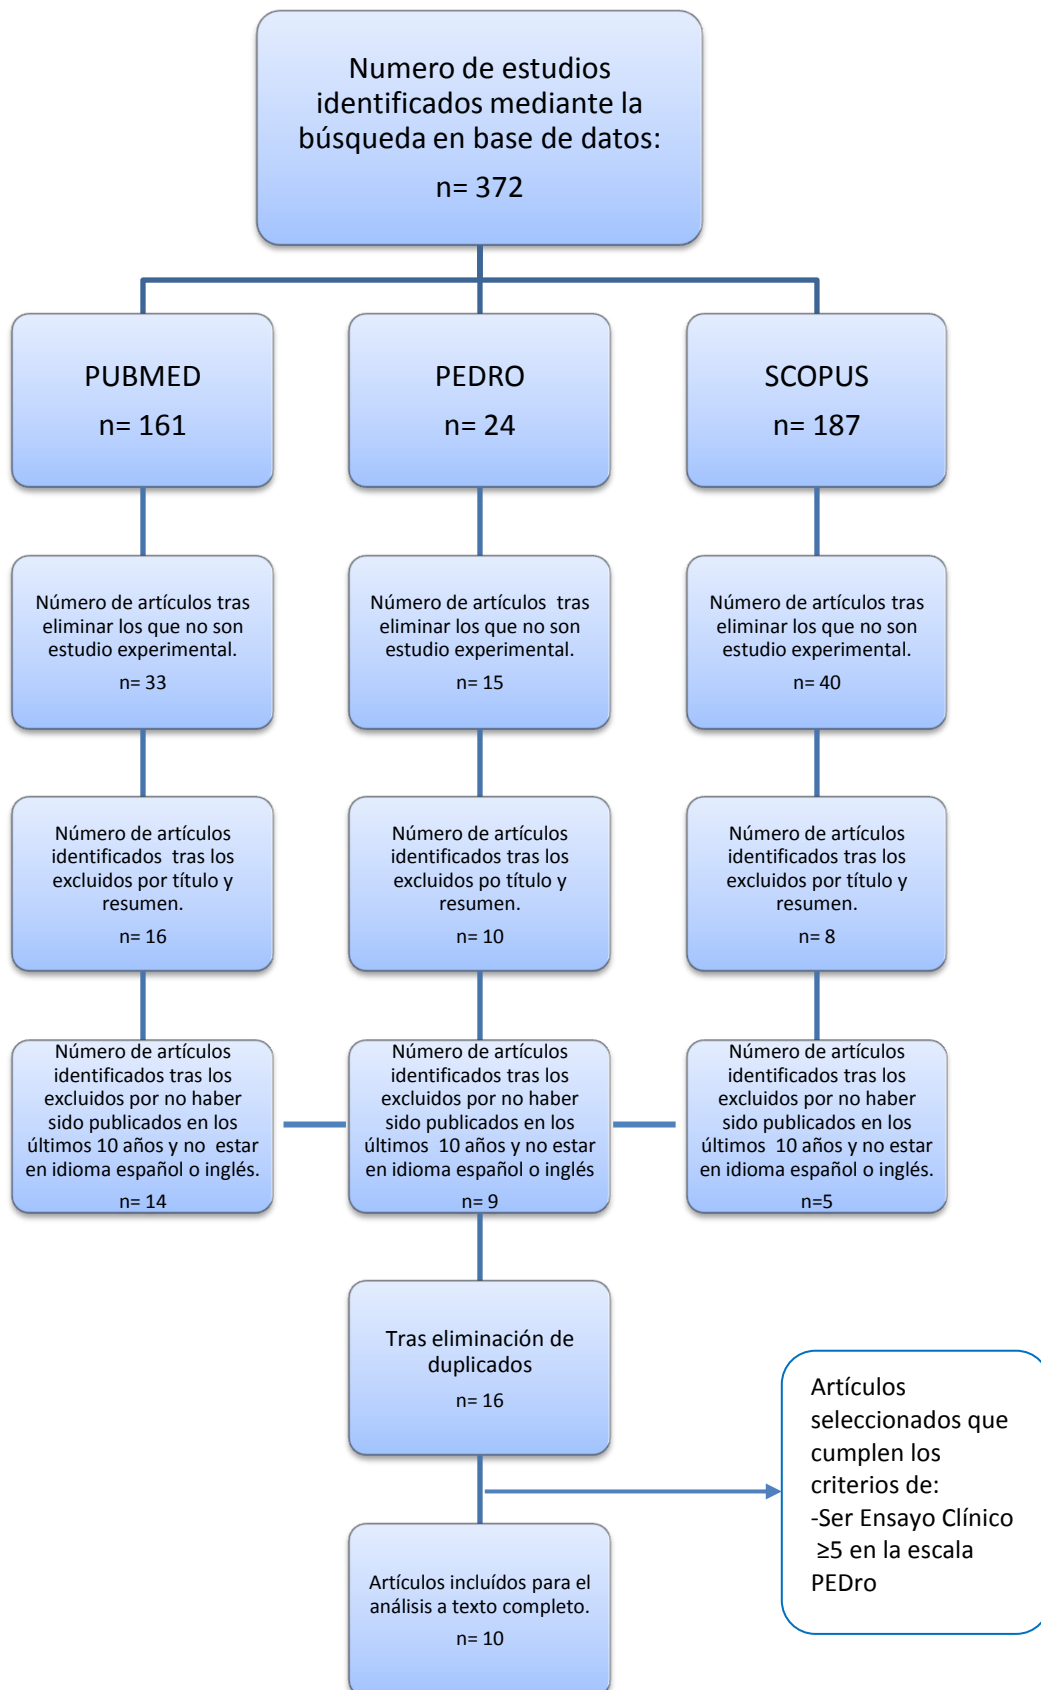 Numero de estudios
identificados mediante la
búsqueda en base de datos:
n= 372
PUBMED
n= 161
PEDRO
n= 24
SCOPUS
n= 187
Número de artículos tras
eliminar los que no son
estudio experimental.
n= 33
Número de artículos tras
eliminar los que no son
estudio experimental.
n= 15
Número de artículos tras
eliminar los que no son
estudio experimental.
n= 40
Número de artículos
identificados tras los
excluidos por título y
resumen.
n= 16
Número de artículos
identificados tras los
excluidos po título y
resumen.
n= 10
Número de artículos
identificados tras los
excluidos por título y
resumen.
n= 8
Número de artículos
identificados tras los
excluidos por no haber
sido publicados en los
últimos 10 años y no estar
en idioma español o inglés.
n= 14
Número de artículos
identificados tras los
excluidos por no haber
sido publicados en los
últimos 10 años y no estar
en idioma español o inglés
n= 9
Número de artículos
identificados tras los
excluidos por no haber
sido publicados en los
últimos 10 años y no estar
en idioma español o inglés.
n=5
Tras eliminación de
duplicados
n= 16
Artículos
seleccionados que
cumplen los
criterios de:
-Ser Ensayo Clínico
≥5 en la escala
PEDro
Artículos incluídos para el
análisis a texto completo.
n= 10